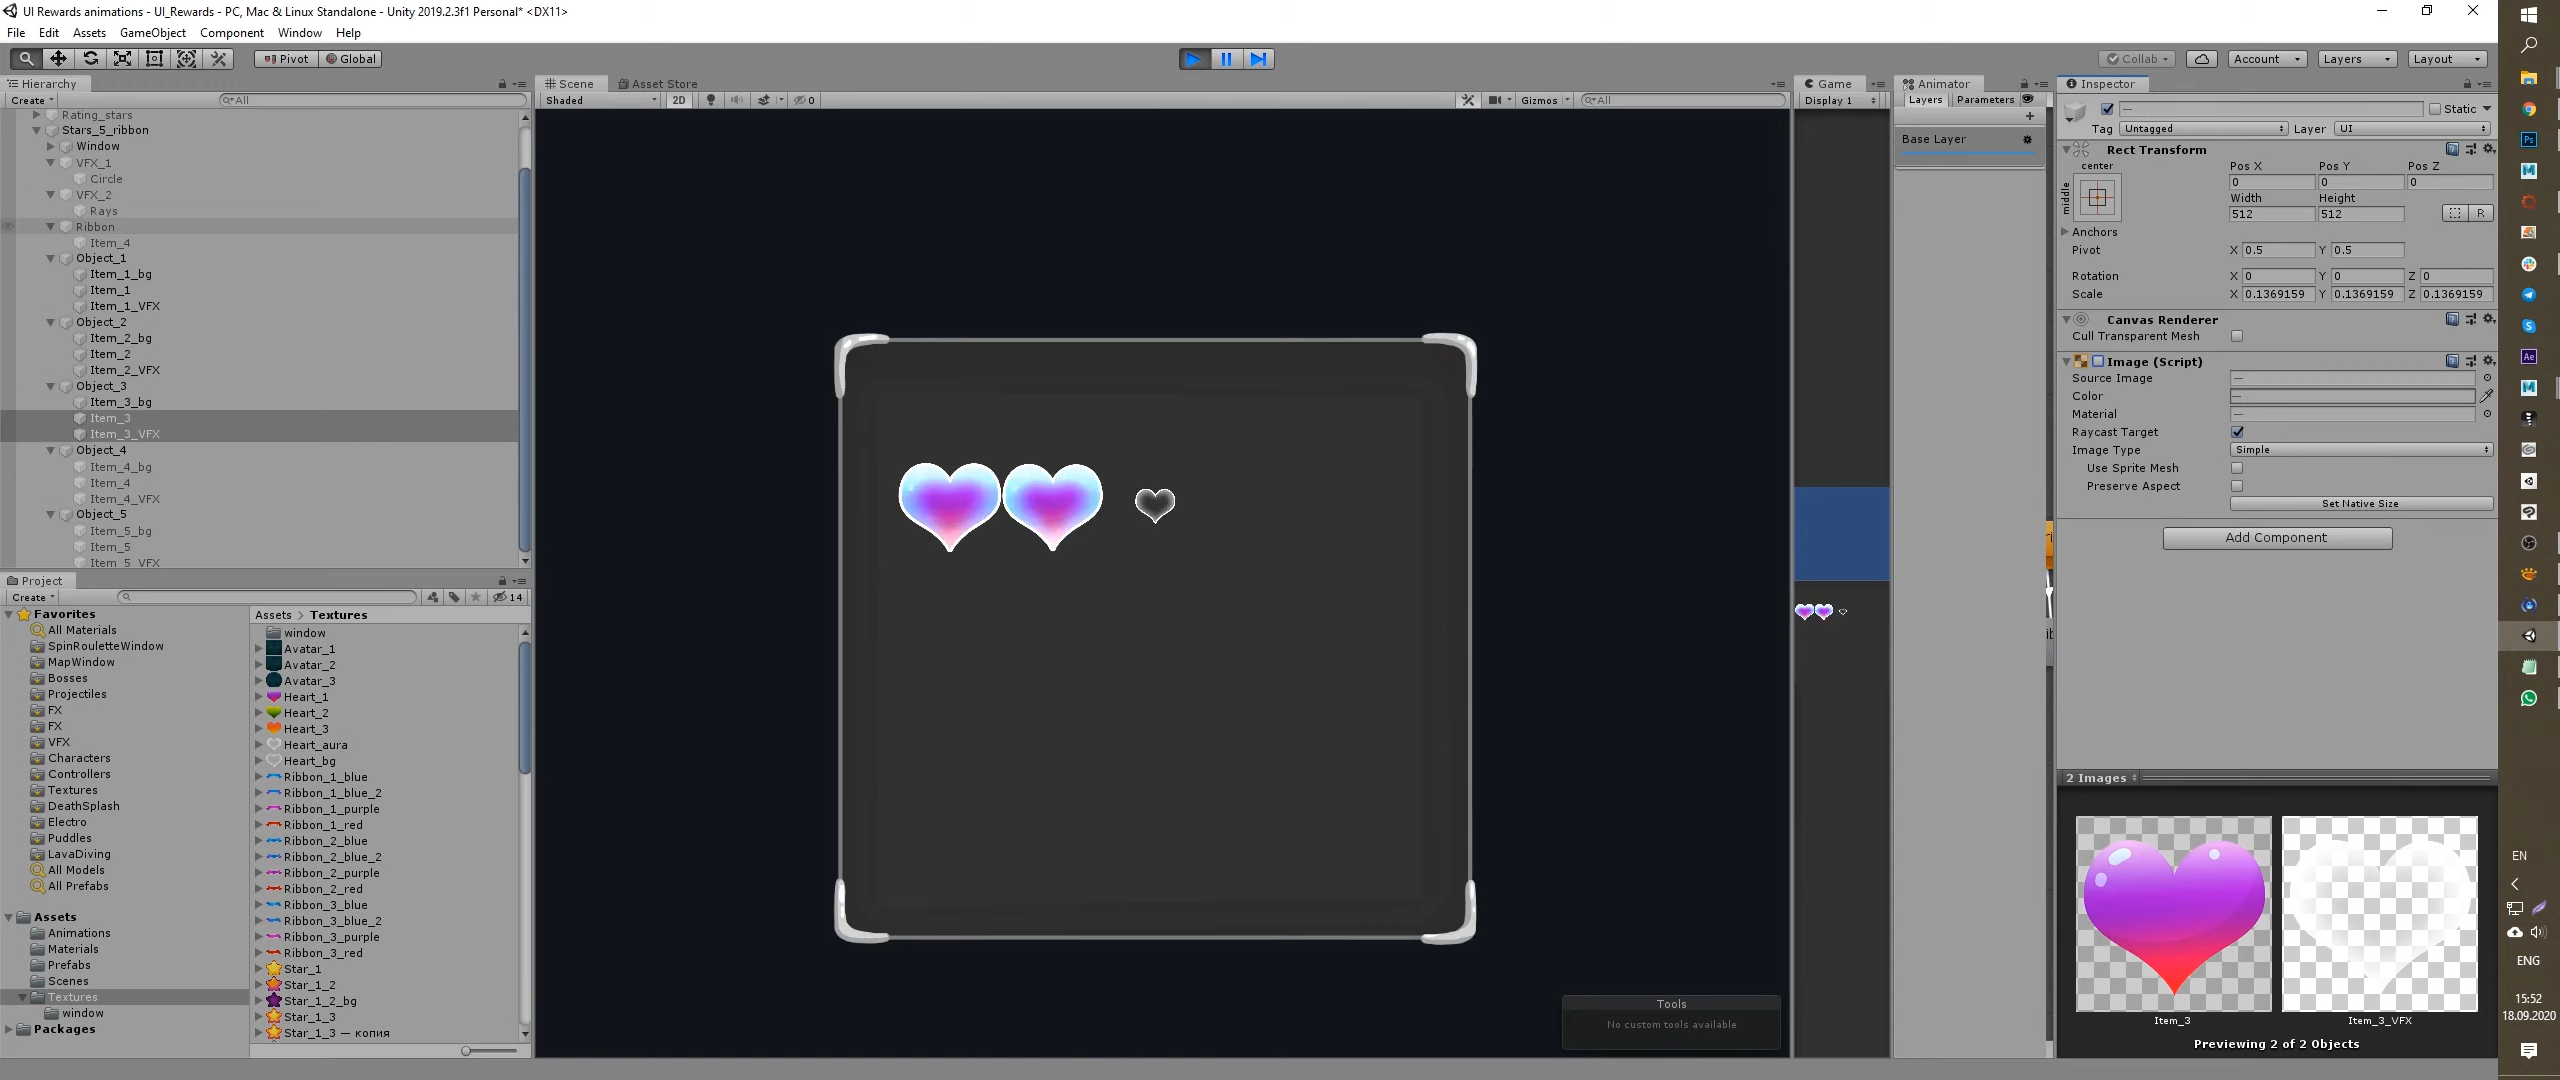 UI Rewards animations - UI_Rewards - PC, Mac & Linux Standalone - Unity 2019.2.3f1 Personal* <DX11>
File Edit Assets GameObject Component Window Help
Pivot Global
Collab Account Layers Layout
Hierarchy
Create All
Rating_stars
Stars_5_ribbon
Window
VFX_1
Circle
VFX_2
Rays
Ribbon
Item_4
Object_1
Item_1_bg
Item_1
Item_1_VFX
Object_2
Item_2_bg
Item_2
Item_2_VFX
Object_3
Item_3_bg
Item_3
Item_3_VFX
Object_4
Item_4_bg
Item_4
Item_4_VFX
Object_5
Item_5_bg
Item_5
Item_5_VFX
Project
Create 14
Favorites
All Materials
SpinRouletteWindow
MapWindow
Bosses
Projectiles
FX
FX
VFX
Characters
Controllers
Textures
DeathSplash
Electro
Puddles
LavaDiving
All Models
All Prefabs
Assets
Animations
Materials
Prefabs
Scenes
Textures
window
Packages
Assets > Textures
window
Avatar_1
Avatar_2
Avatar_3
Heart_1
Heart_2
Heart_3
Heart_aura
Heart_bg
Ribbon_1_blue
Ribbon_1_blue_2
Ribbon_1_purple
Ribbon_1_red
Ribbon_2_blue
Ribbon_2_blue_2
Ribbon_2_purple
Ribbon_2_red
Ribbon_3_blue
Ribbon_3_blue_2
Ribbon_3_purple
Ribbon_3_red
Star_1
Star_1_2
Star_1_2_bg
Star_1_3
Star_1_3 — копия
Scene Asset Store
Shaded 2D 0 Gizmos All
Tools
No custom tools available
Game
Display 1
Animator
Layers Parameters
Base Layer
Inspector
— Static
Tag Untagged Layer UI
Rect Transform
center
middle
Pos X Pos Y Pos Z
0 0 0
Width Height
512 512 R
Anchors
Pivot X 0.5 Y 0.5
Rotation X 0 Y 0 Z 0
Scale X 0.1369159 Y 0.1369159 Z 0.1369159
Canvas Renderer
Cull Transparent Mesh
Image (Script)
Source Image —
Color —
Material —
Raycast Target
Image Type Simple
Use Sprite Mesh
Preserve Aspect
Set Native Size
Add Component
2 Images
Item_3 Item_3_VFX
Previewing 2 of 2 Objects
Ps
Ae
EN
ENG
15:52
18.09.2020